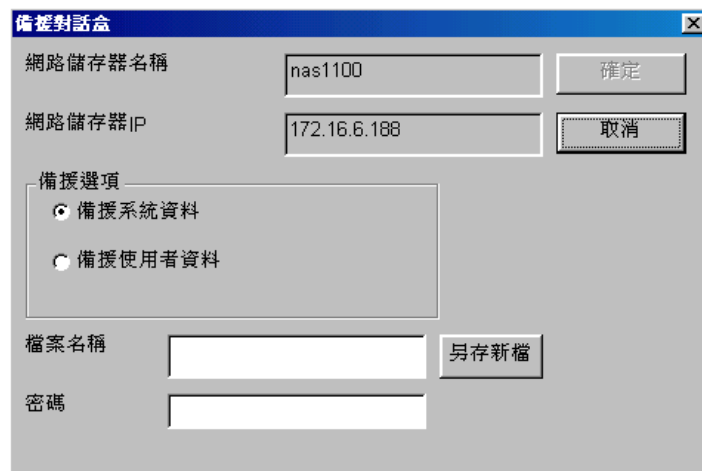 備援對話盒
網路儲存器名稱
nas1100
確定
網路儲存器IP
172.16.6.188
取消
備援選項
備援系統資料
備援使用者資料
檔案名稱
另存新檔
密碼